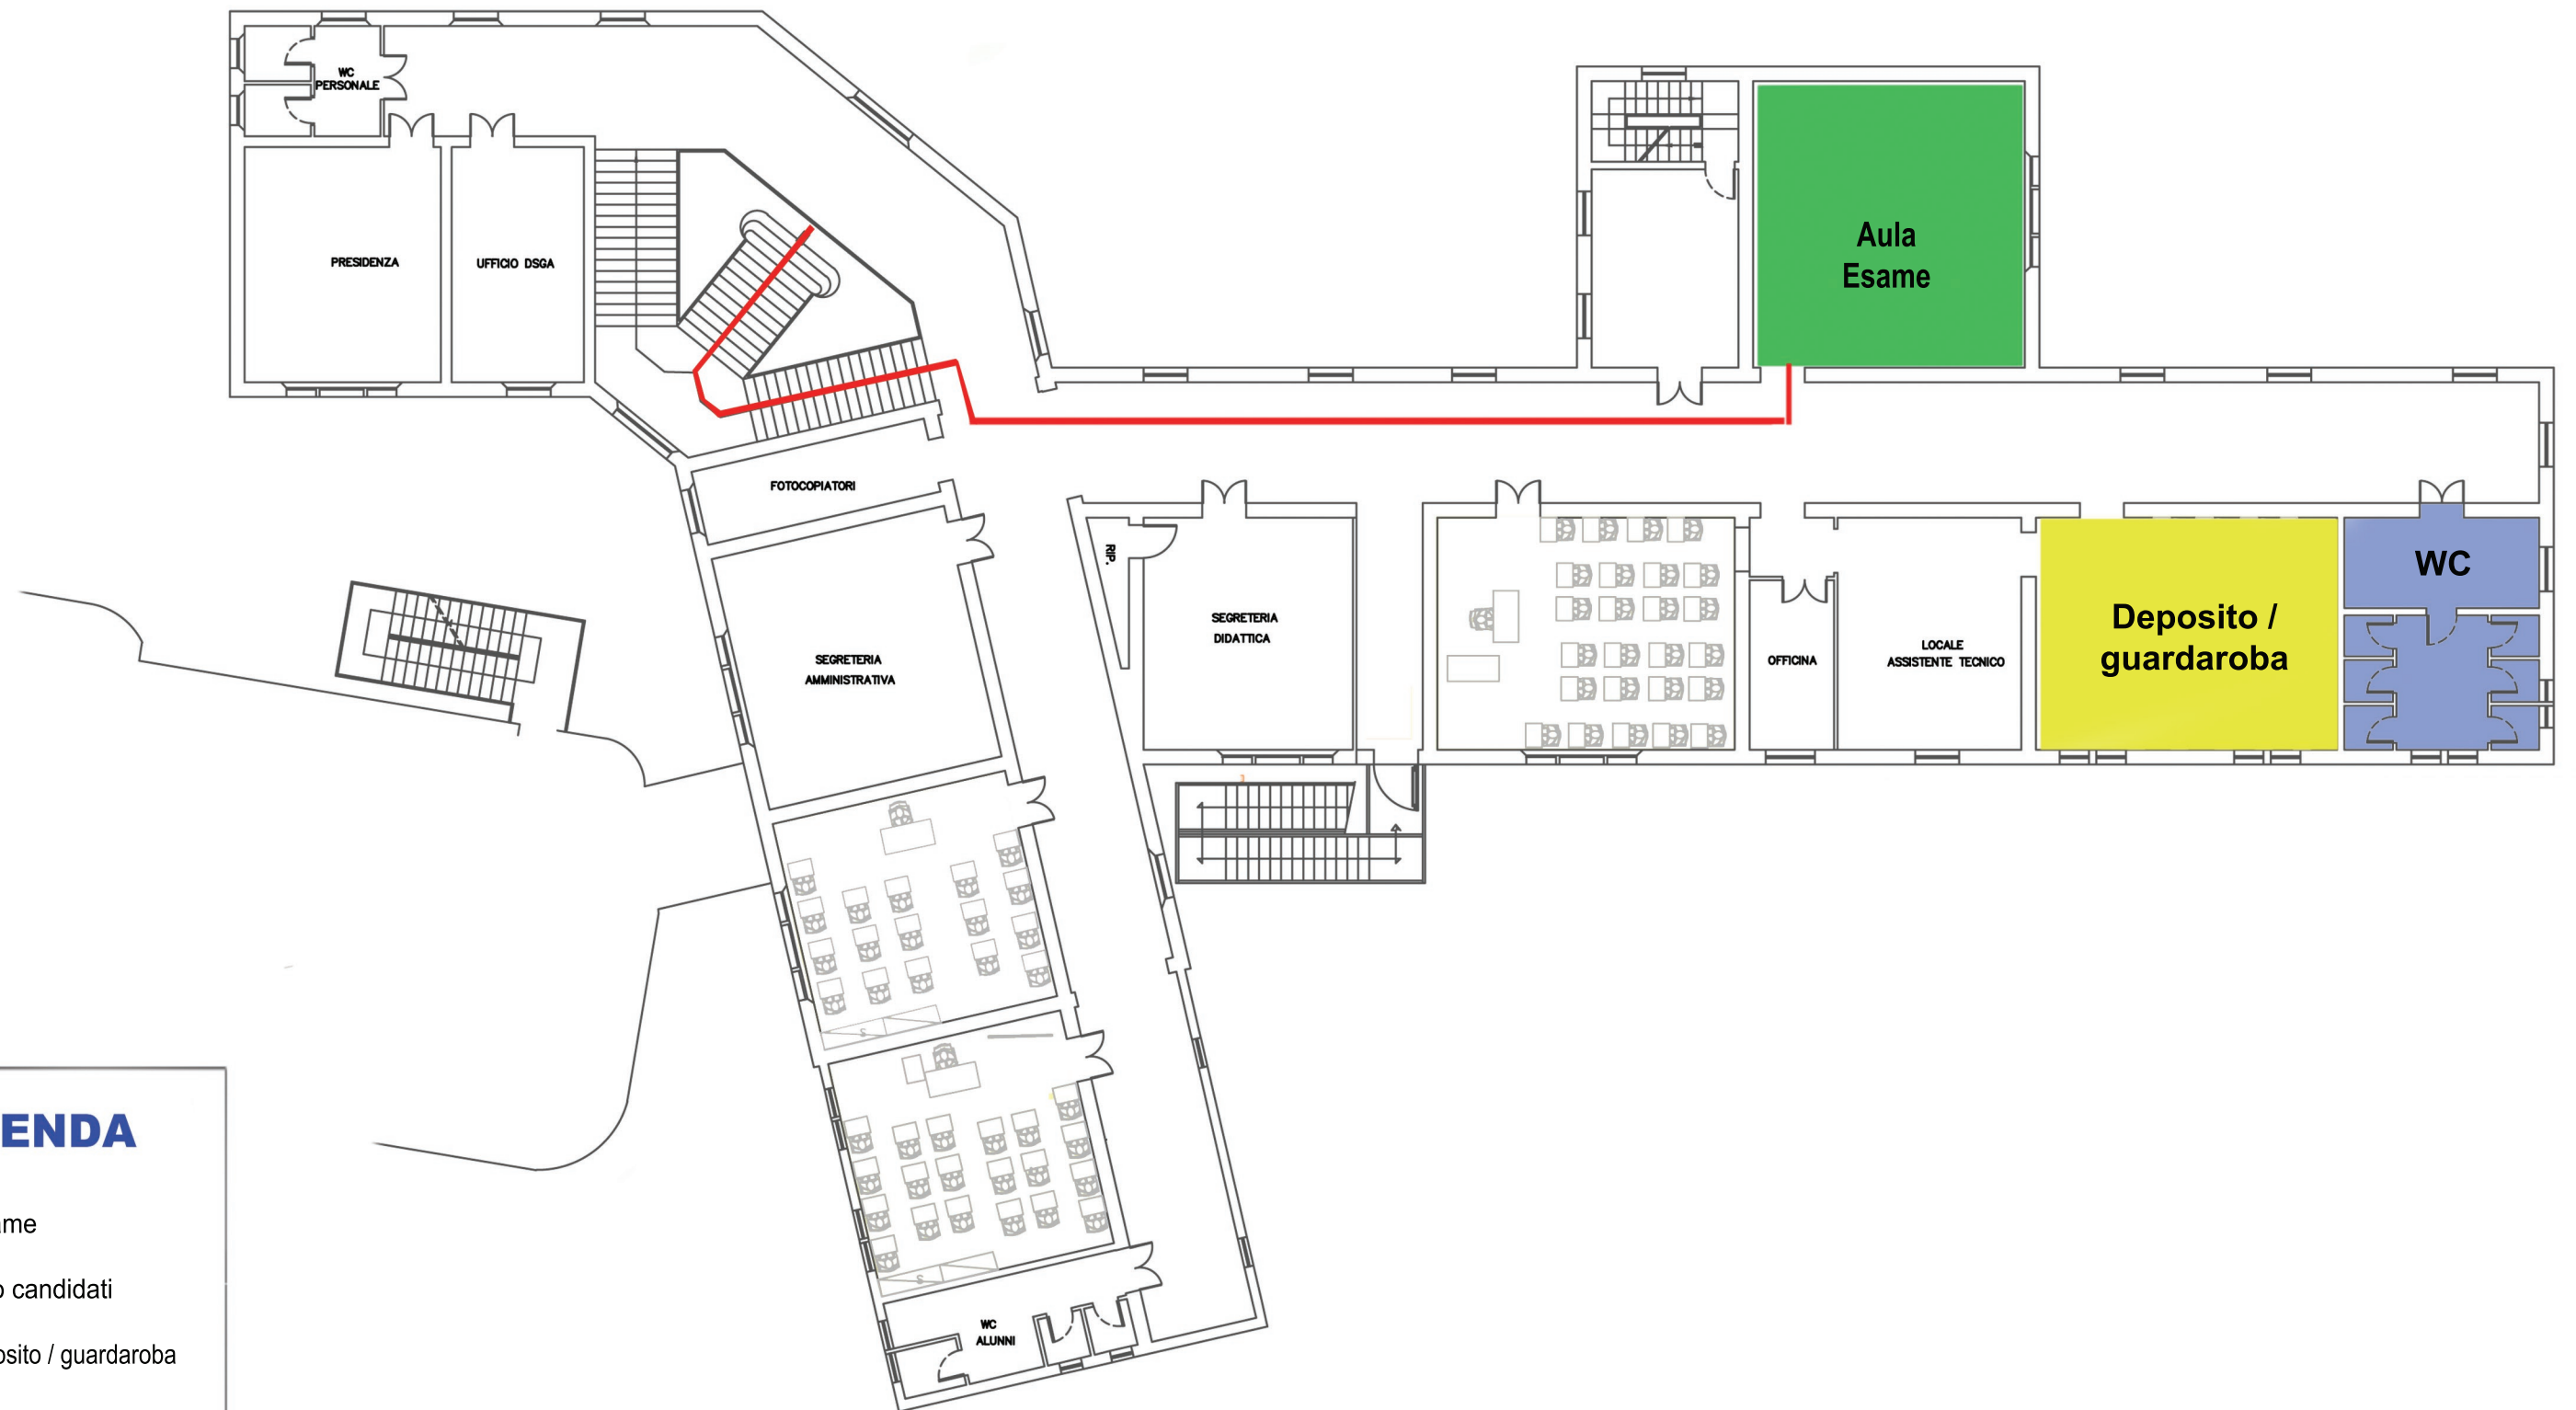 WC
PERSONALE
PRESIDENZA
UFFICIO DSGA
Aula
Esame
FOTOCOPIATORI
RIP.
SEGRETERIA
DIDATTICA
SEGRETERIA
AMMINISTRATIVA
OFFICINA
LOCALE
ASSISTENTE TECNICO
Deposito /
guardaroba
WC
WC
ALUNNI
ENDA
ame
o candidati
osito / guardaroba